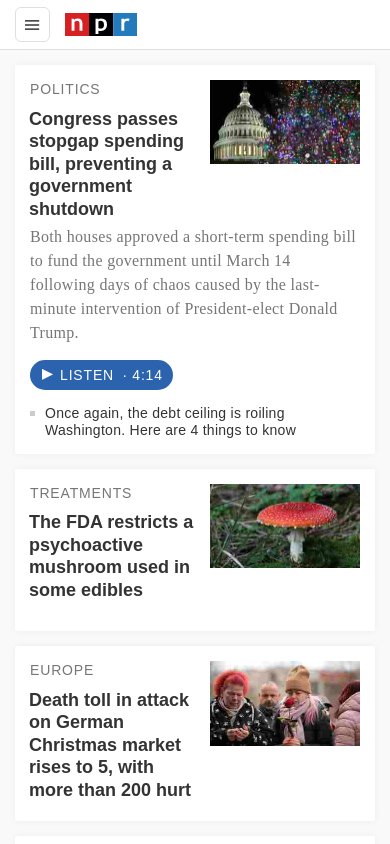 npr
POLITICS
Congress passes
stopgap spending
bill, preventing a
government
shutdown
Both houses approved a short-term spending bill
to fund the government until March 14
following days of chaos caused by the last-
minute intervention of President-elect Donald
Trump.
LISTEN · 4:14
Once again, the debt ceiling is roiling
Washington. Here are 4 things to know
TREATMENTS
The FDA restricts a
psychoactive
mushroom used in
some edibles
EUROPE
Death toll in attack
on German
Christmas market
rises to 5, with
more than 200 hurt